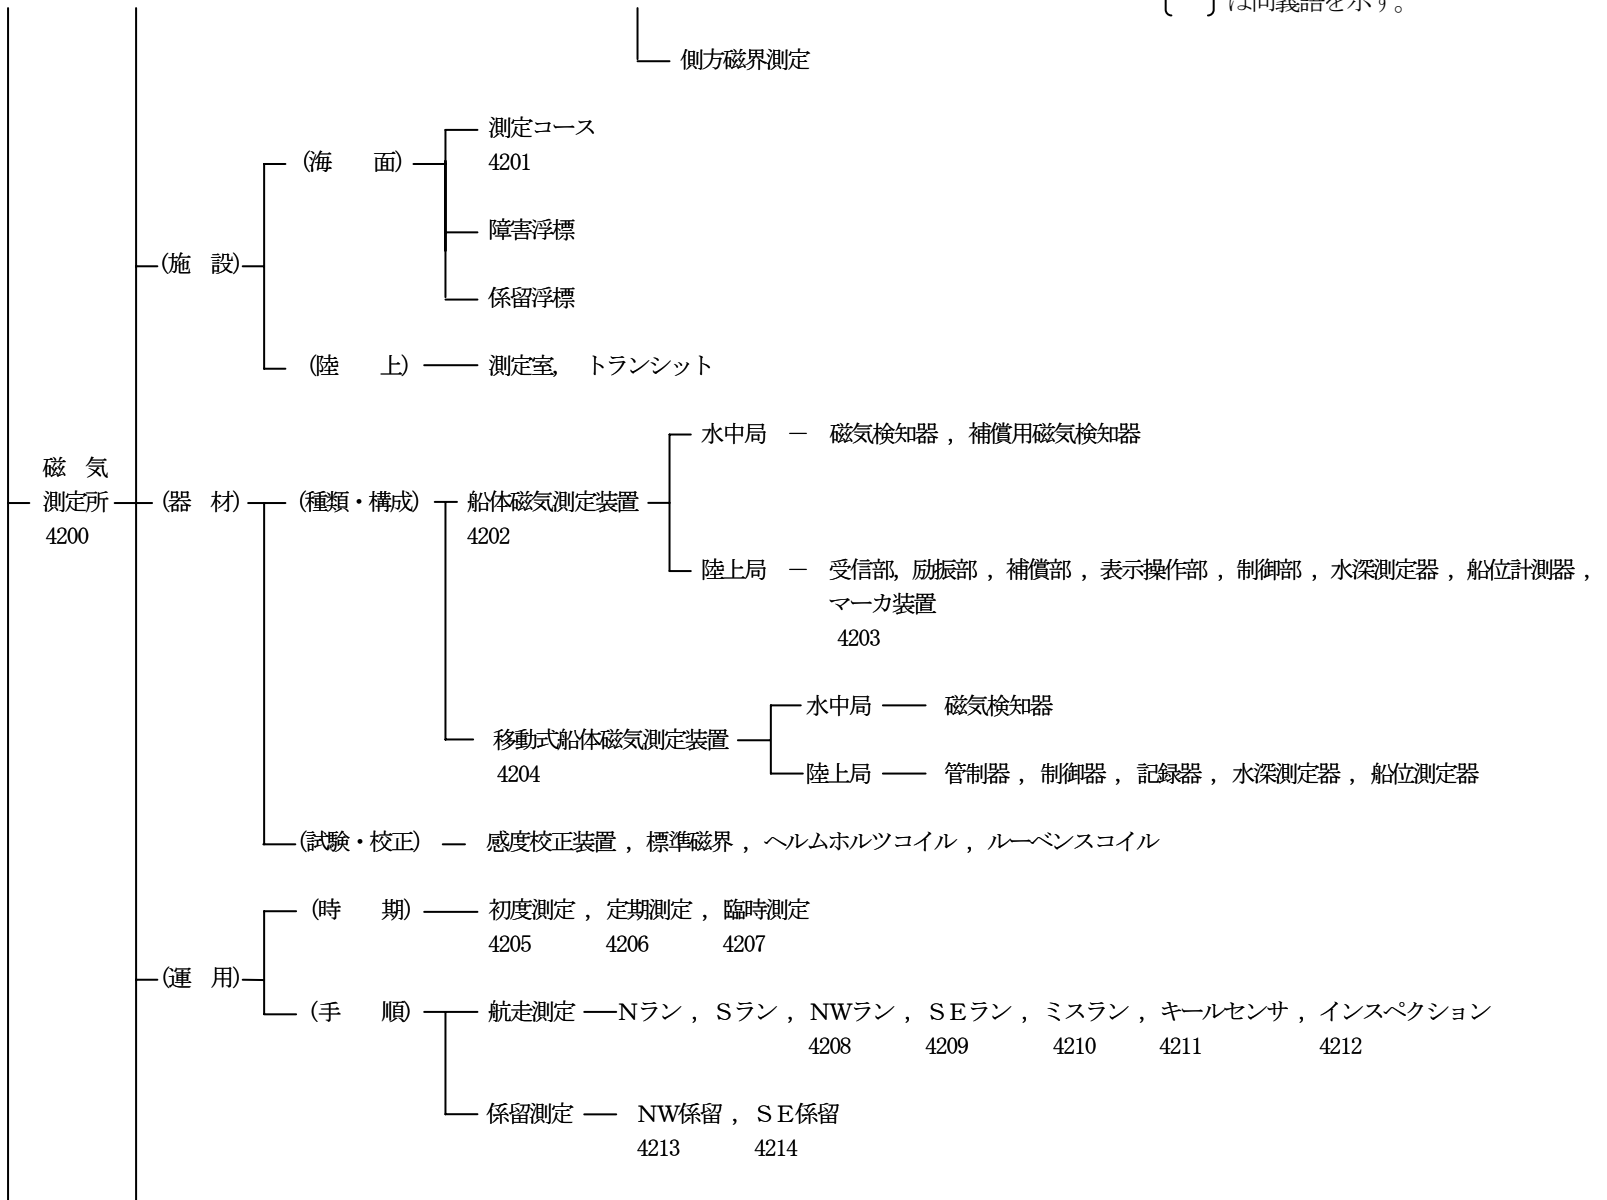 〔　〕は同義語を示す。
側方磁界測定
測定コース
(海　面)
4201
障害浮標
(施　設)
係留浮標
(陸　上)
測定室,　トランシット
水中局　－　磁気検知器 , 補償用磁気検知器
磁　気
測定所
(器　材)
(種類・構成)
船体磁気測定装置
4200
4202
陸上局　－　受信部, 励振部 , 補償部 , 表示操作部 , 制御部 , 水深測定器 , 船位計測器 ,
マーカ装置
4203
水中局
磁気検知器
移動式船体磁気測定装置
4204
陸上局
管制器 , 制御器 , 記録器 , 水深測定器 , 船位測定器
(試験・校正)
感度校正装置 , 標準磁界 , ヘルムホルツコイル , ルーベンスコイル
(時　期)
初度測定 , 定期測定 , 臨時測定
4205　4206　4207
(運　用)
(手　順)
航走測定
Nラン , Sラン , NWラン , SEラン , ミスラン , キールセンサ , インスペクション
4208　4209　4210　4211　4212
係留測定
NW係留 , SE係留
4213　4214